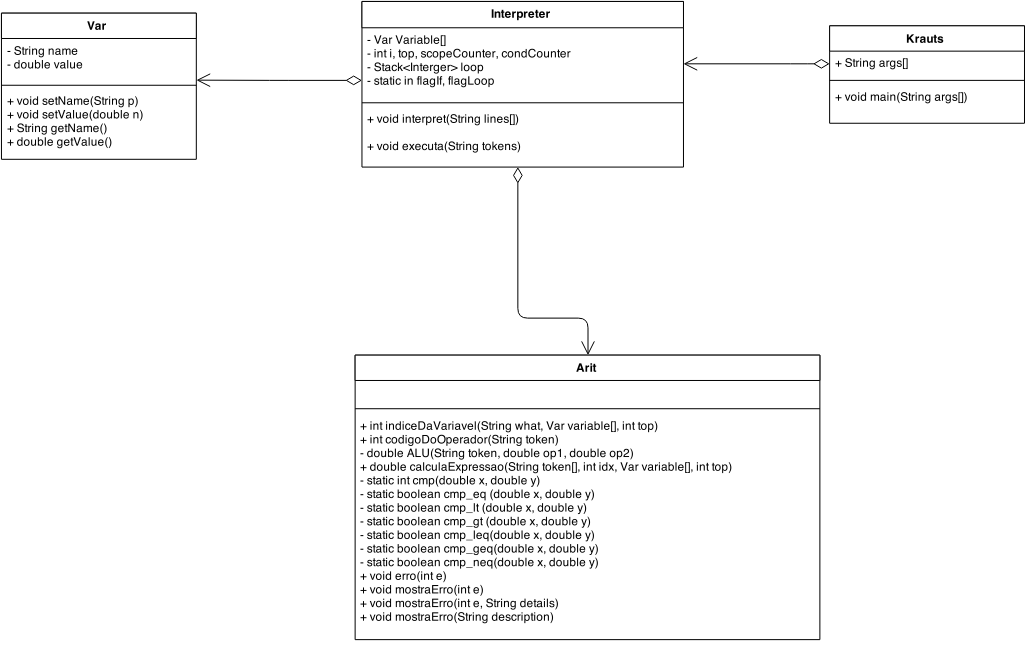 Var
- String name
- double value
+ void setName(String p)
+ void setValue(double n)
+ String getName()
+ double getValue()
Interpreter
- Var Variable[]
- int i, top, scopeCounter, condCounter
- Stack<Interger> loop
- static in flagIf, flagLoop
+ void interpret(String lines[])
+ void executa(String tokens)
Krauts
+ String args[]
+ void main(String args[])
Arit
+ int indiceDaVariavel(String what, Var variable[], int top)
+ int codigoDoOperador(String token)
- double ALU(String token, double op1, double op2)
+ double calculaExpressao(String token[], int idx, Var variable[], int top)
- static int cmp(double x, double y)
- static boolean cmp_eq (double x, double y)
- static boolean cmp_lt (double x, double y)
- static boolean cmp_gt (double x, double y)
- static boolean cmp_leq(double x, double y)
- static boolean cmp_geq(double x, double y)
- static boolean cmp_neq(double x, double y)
+ void erro(int e)
+ void mostraErro(int e)
+ void mostraErro(int e, String details)
+ void mostraErro(String description)